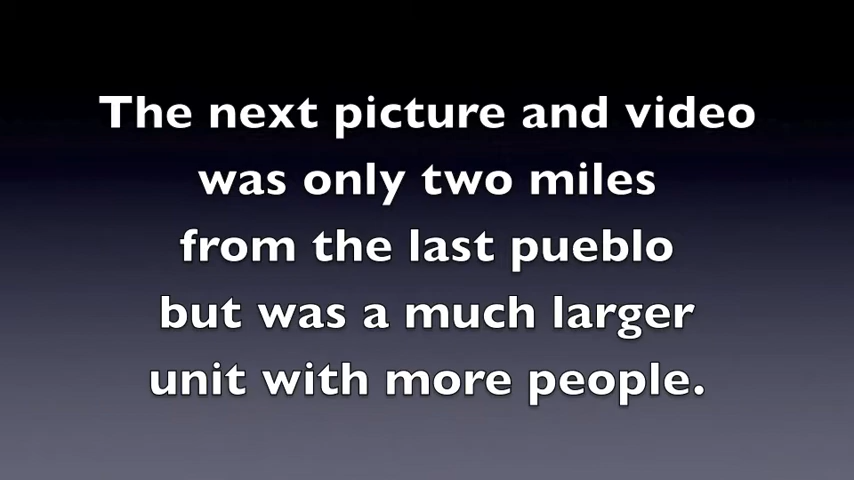 The next picture and video
was only two miles
from the last pueblo
but was a much larger
unit with more people.